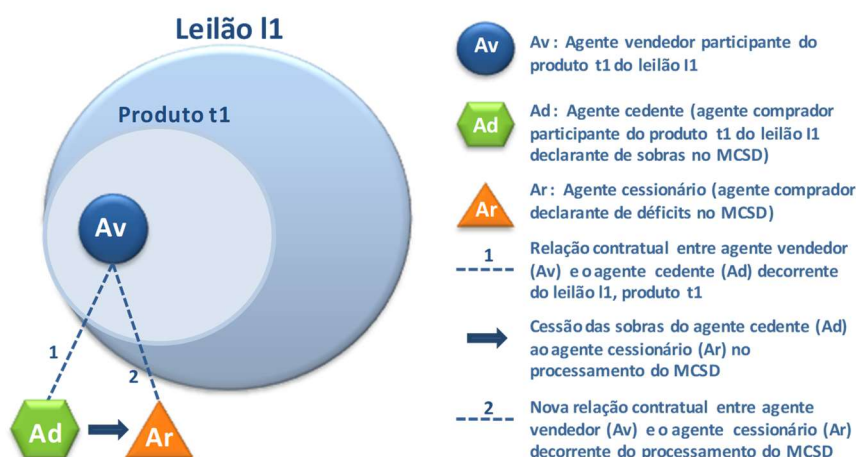 Leilão l1
Produto t1
Av
1
2
Ad
Ar
Av
Av : Agente vendedor participante do
produto t1 do leilão l1
Ad
Ad : Agente cedente (agente comprador
participante do produto t1 do leilão l1
declarante de sobras no MCSD)
Ar
Ar : Agente cessionário (agente comprador
declarante de déficits no MCSD)
1
Relação contratual entre agente vendedor
(Av) e o agente cedente (Ad) decorrente
do leilão l1, produto t1
Cessão das sobras do agente cedente (Ad)
ao agente cessionário (Ar) no
processamento do MCSD
2
Nova relação contratual entre agente
vendedor (Av) e o agente cessionário (Ar)
decorrente do processamento do MCSD